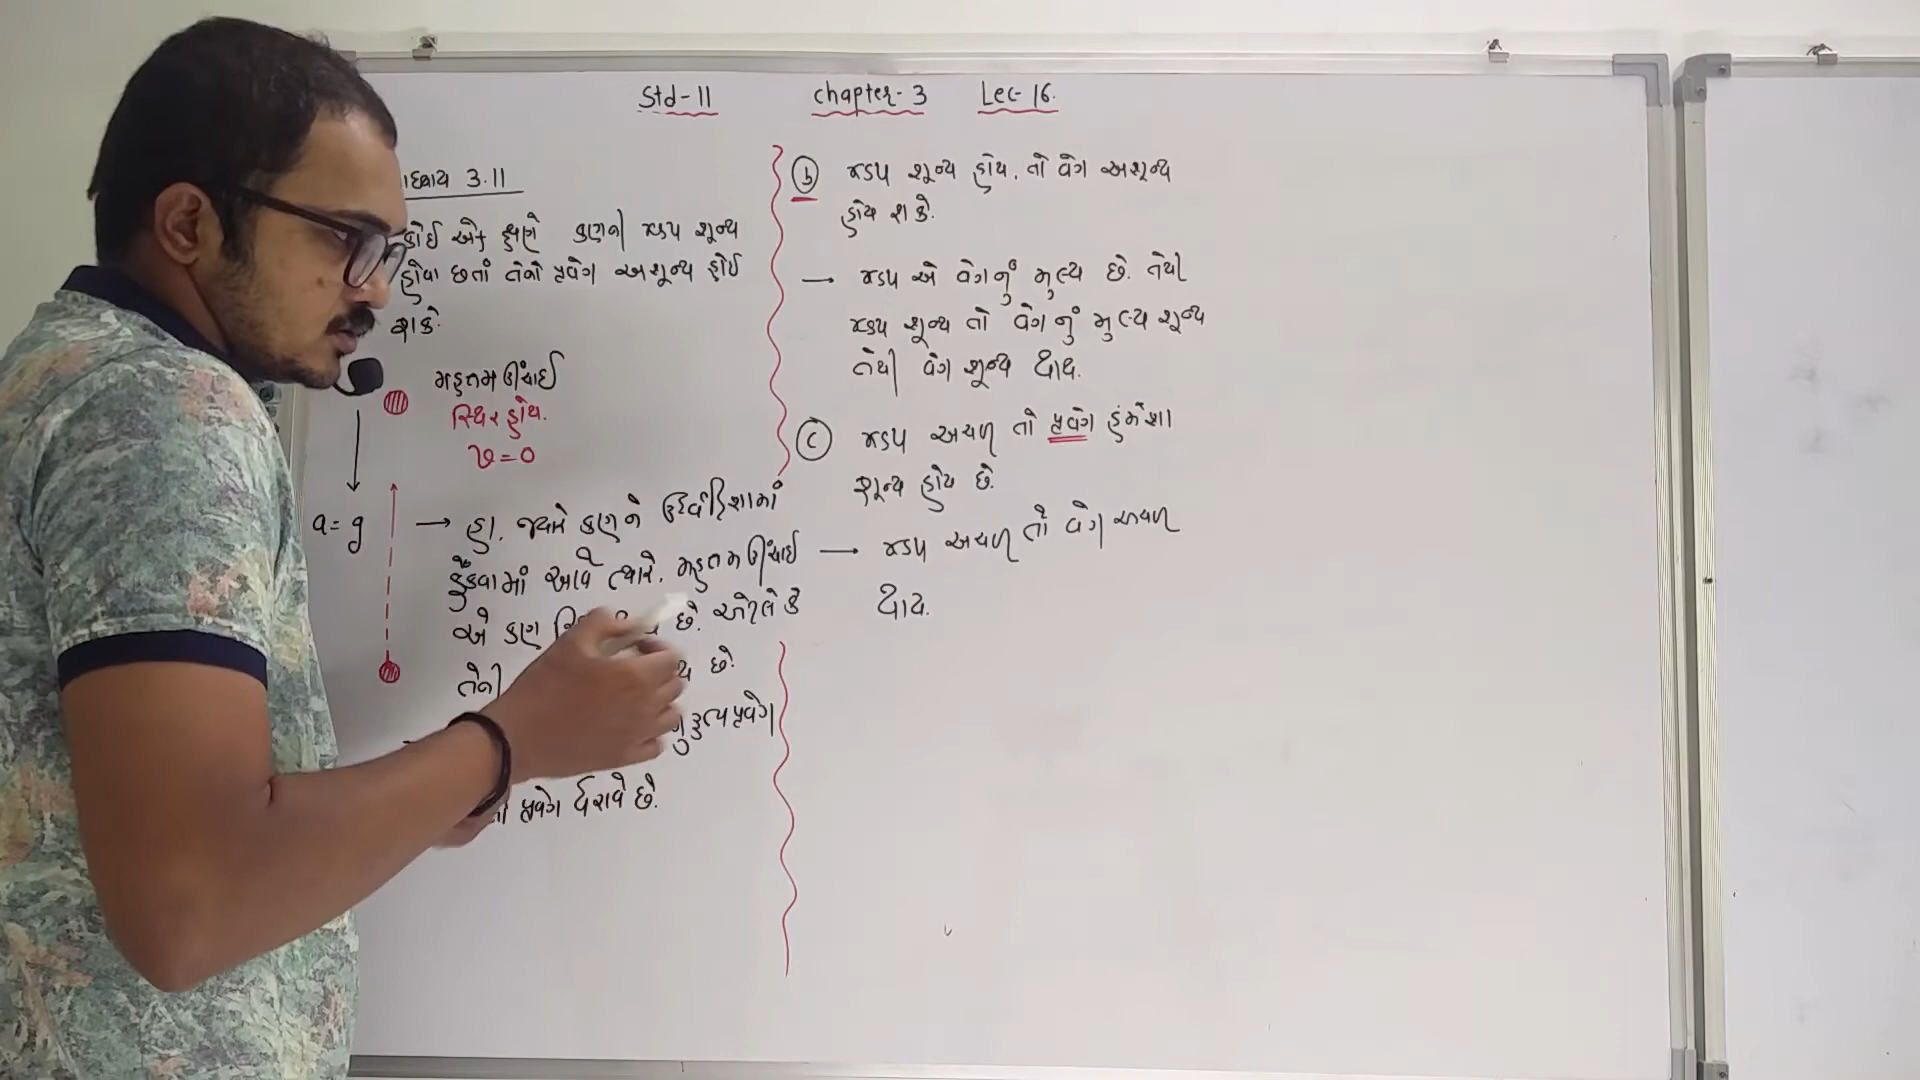 Std-11 Chapter-3 Lec-16.
3.11
કોઈ એક ક્ષણે કણની ઝડપ શૂન્ય
હોવા છતાં તેનો પ્રવેગ અશૂન્ય હોઈ
શકે.
મહત્તમ ઊંચાઈ
સ્થિર હોય.
v=0
a=g
→ હા, જ્યારે કણને ઉર્ધ્વદિશામાં
ફેંકવામાં આવે ત્યારે, મહત્તમ ઊંચાઈ
એ કણ છે. એટલે કે
તેની છે.
ગુરુત્વપ્રવેગ
પ્રવેગ ધરાવે છે.
(b) ઝડપ શૂન્ય હોય, તો વેગ અશૂન્ય
હોય શકે.
→ ઝડપ એ વેગનું મુલ્ય છે. તેથી
ઝડપ શૂન્ય તો વેગનું મુલ્ય શૂન્ય
તેથી વેગ શૂન્ય થાય.
(c) ઝડપ અચળ તો પ્રવેગ હંમેશા
શૂન્ય હોય છે.
→ ઝડપ અચળ તો વેગ અચળ
થાય.